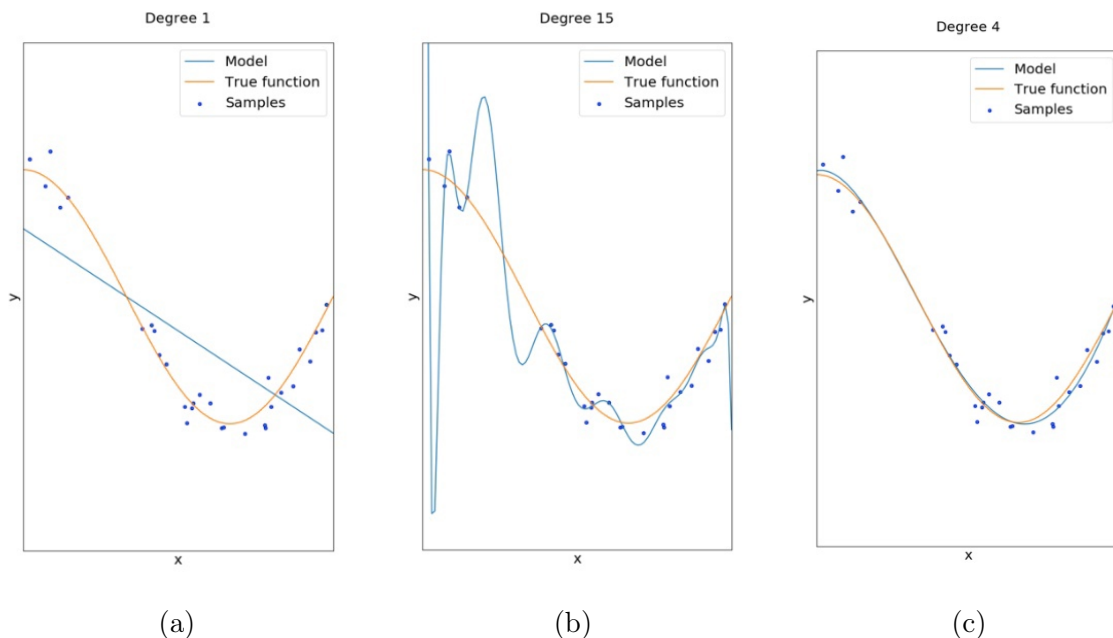 Degree 1
Model
True function
Samples
y
x
(a)
Degree 15
Model
True function
Samples
y
x
(b)
Degree 4
Model
True function
Samples
y
x
(c)